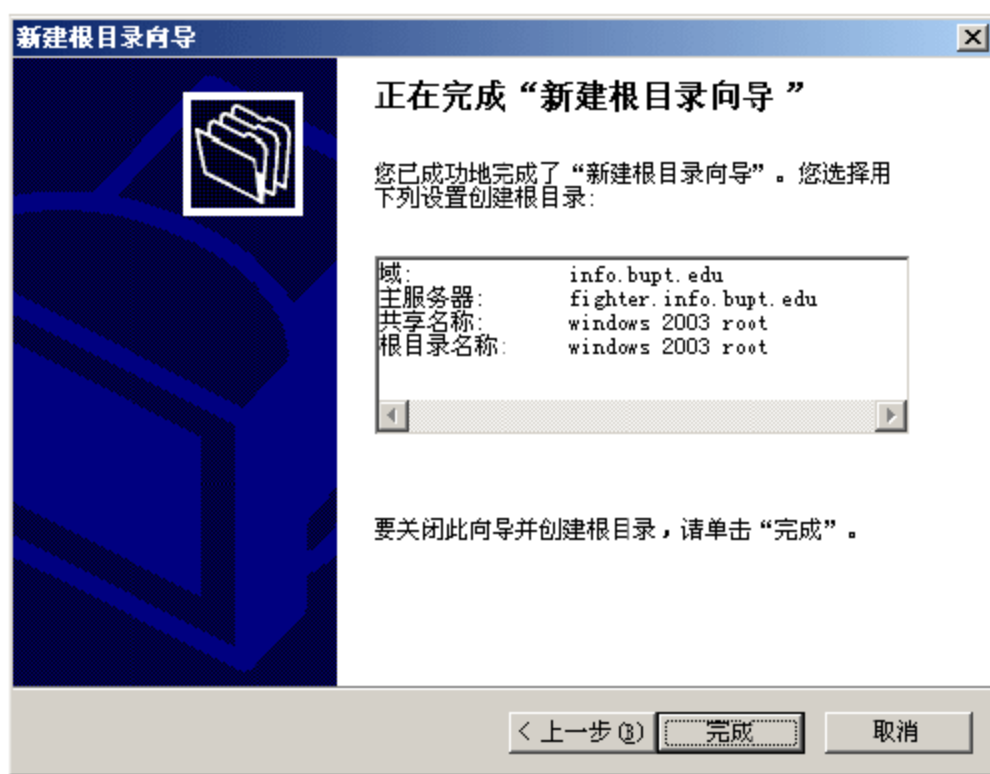 新建根目录向导
正在完成“新建根目录向导 ”
您已成功地完成了“新建根目录向导”。您选择用
下列设置创建根目录:
域: info.bupt.edu
主服务器: fighter.info.bupt.edu
共享名称: windows 2003 root
根目录名称: windows 2003 root
要关闭此向导并创建根目录,请单击“完成”。
< 上一步(B) 完成 取消